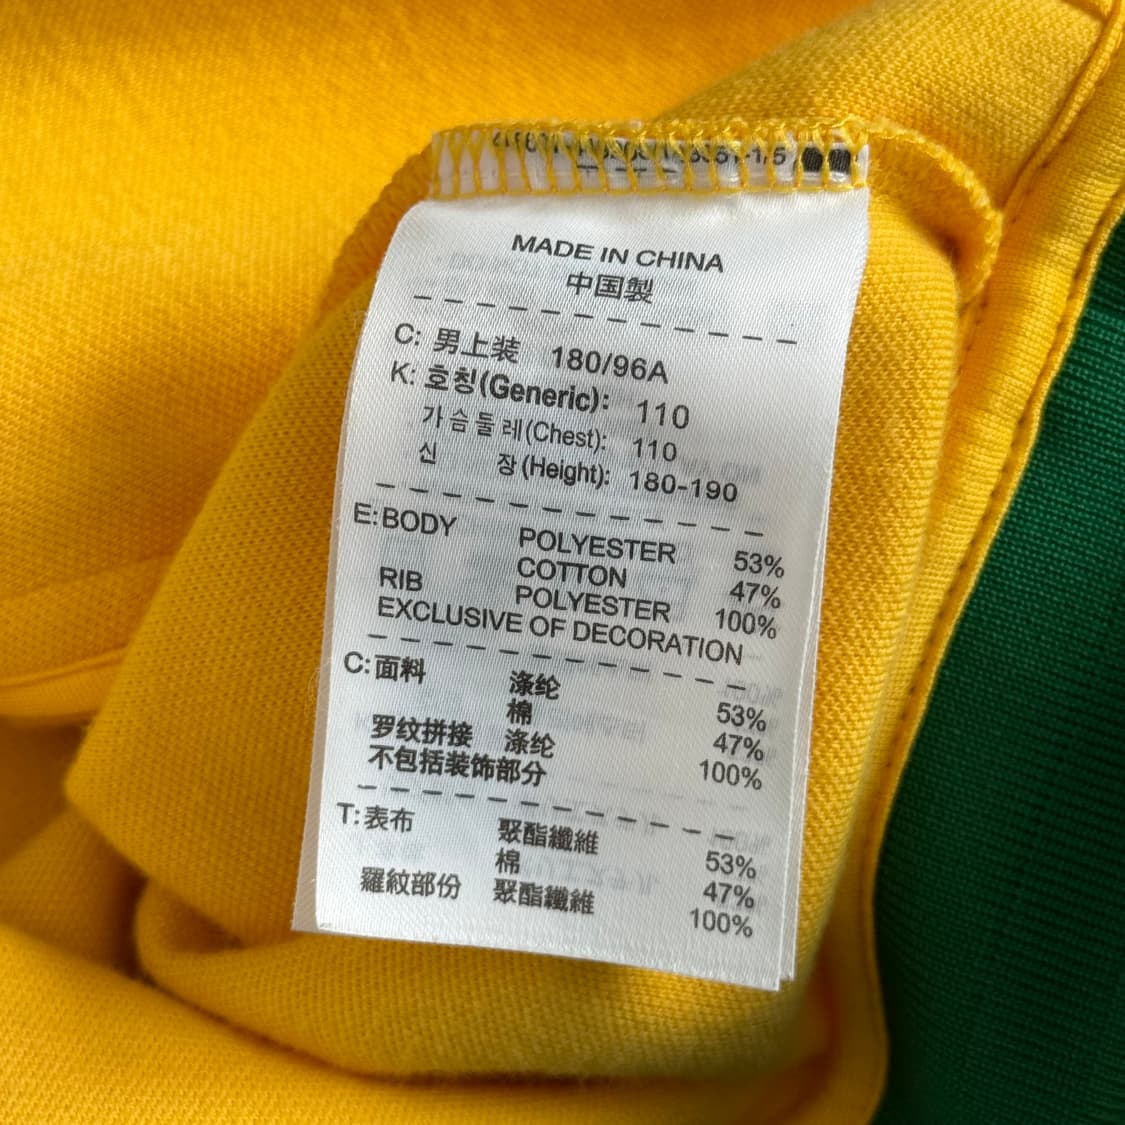 MADE IN CHINA
中国製
C: 男上装 180/96A
K: 호칭(Generic): 110
가슴둘레(Chest): 110
신 장(Height): 180-190
E: BODY POLYESTER 53%
COTTON 47%
RIB POLYESTER 100%
EXCLUSIVE OF DECORATION
C: 面料 涤纶 53%
棉 47%
罗纹拼接 涤纶 100%
不包括装饰部分
T: 表布 聚酯纖維 53%
棉 47%
羅紋部份 聚酯纖維 100%